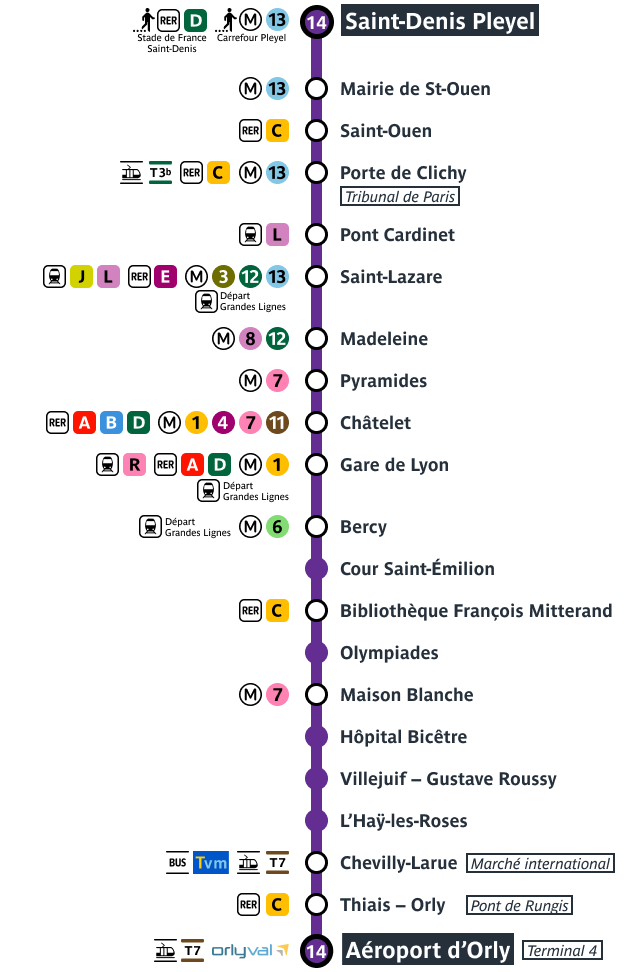 RER D M 13 14 Saint-Denis Pleyel
Stade de France
Saint-Denis
Carrefour Pleyel
M 13 Mairie de St-Ouen
RER C Saint-Ouen
T3b RER C M 13 Porte de Clichy
Tribunal de Paris
L Pont Cardinet
J L RER E M 3 12 13 Saint-Lazare
Départ
Grandes Lignes
M 8 12 Madeleine
M 7 Pyramides
RER A B D M 1 4 7 11 Châtelet
R RER A D M 1 Gare de Lyon
Départ
Grandes Lignes
Départ
Grandes Lignes
M 6 Bercy
Cour Saint-Émilion
RER C Bibliothèque François Mitterand
Olympiades
M 7 Maison Blanche
Hôpital Bicêtre
Villejuif – Gustave Roussy
L'Haÿ-les-Roses
BUS Tvm T7 Chevilly-Larue Marché international
RER C Thiais – Orly Pont de Rungis
T7 orlyval 14 Aéroport d'Orly Terminal 4